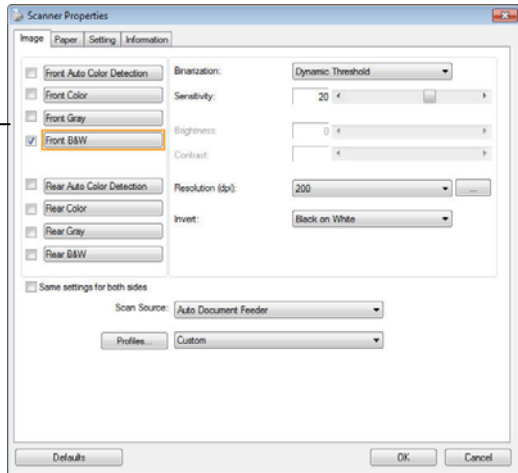 Scanner Properties
Image Paper Setting Information
Front Auto Color Detection
Front Color
Front Gray
Front B&W
Rear Auto Color Detection
Rear Color
Rear Gray
Rear B&W
Binarization: Dynamic Threshold
Sensitivity: 20
Brightness: 0
Contrast:
Resolution (dpi): 200 ...
Invert: Black on White
Same settings for both sides
Scan Source: Auto Document Feeder
Profiles... Custom
Defaults OK Cancel